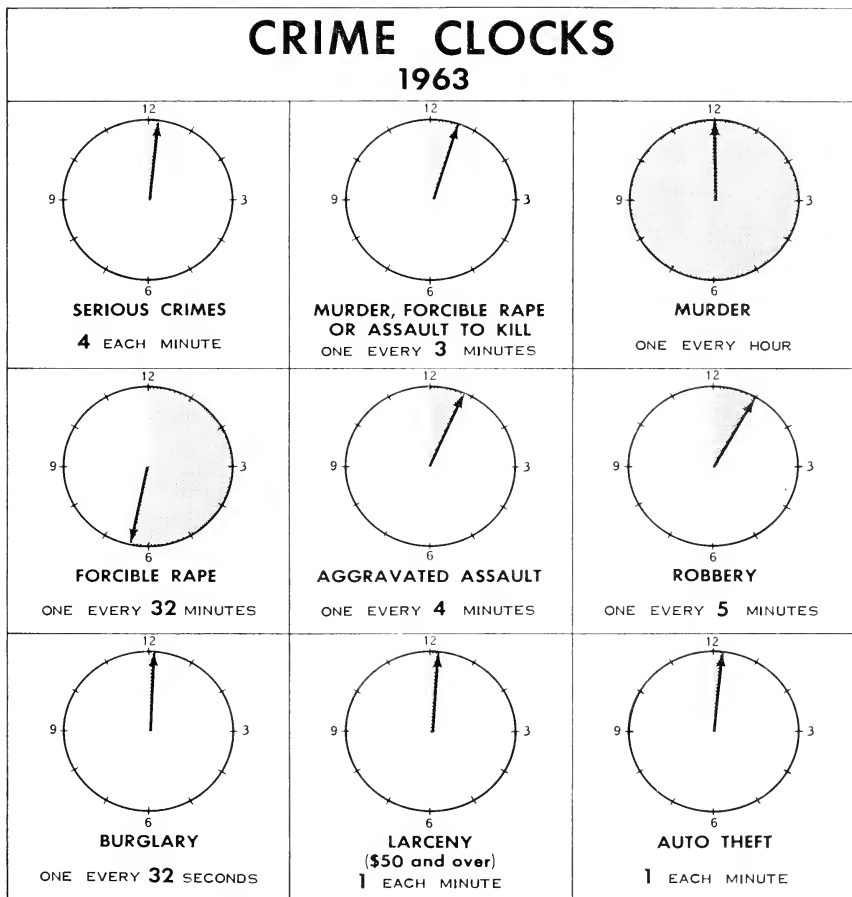 CRIME CLOCKS
1963
12
9
3
6
SERIOUS CRIMES
4 EACH MINUTE
12
9
3
6
MURDER, FORCIBLE RAPE
OR ASSAULT TO KILL
ONE EVERY 3 MINUTES
12
9
3
6
MURDER
ONE EVERY HOUR
12
9
3
6
FORCIBLE RAPE
ONE EVERY 32 MINUTES
12
9
3
6
AGGRAVATED ASSAULT
ONE EVERY 4 MINUTES
12
9
3
6
ROBBERY
ONE EVERY 5 MINUTES
12
9
3
6
BURGLARY
ONE EVERY 32 SECONDS
12
9
3
6
LARCENY
($50 and over)
1 EACH MINUTE
12
9
3
6
AUTO THEFT
1 EACH MINUTE